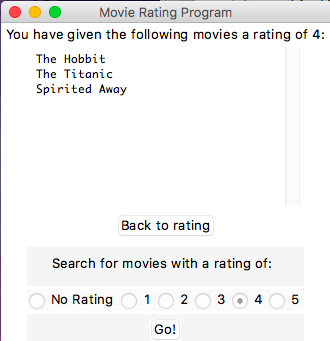 Movie Rating Program
You have given the following movies a rating of 4:
The Hobbit
The Titanic
Spirited Away
Back to rating
Search for movies with a rating of:
No Rating 1 2 3 4 5
Go!